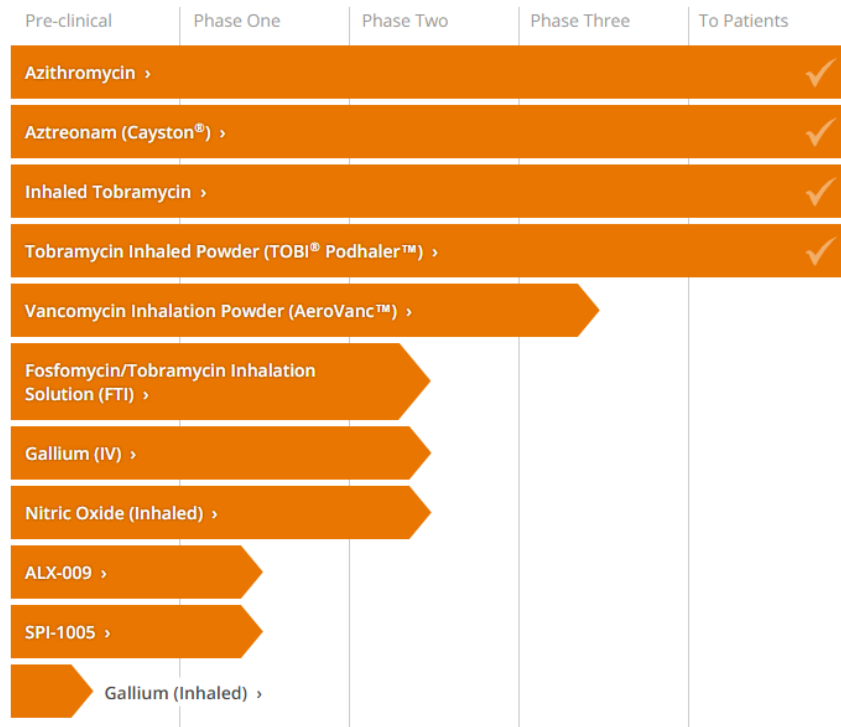 Pre-clinical Phase One Phase Two Phase Three To Patients
Azithromycin ›
Aztreonam (Cayston®) ›
Inhaled Tobramycin ›
Tobramycin Inhaled Powder (TOBI® Podhaler™) ›
Vancomycin Inhalation Powder (AeroVanc™) ›
Fosfomycin/Tobramycin Inhalation
Solution (FTI) ›
Gallium (IV) ›
Nitric Oxide (Inhaled) ›
ALX-009 ›
SPI-1005 ›
Gallium (Inhaled) ›